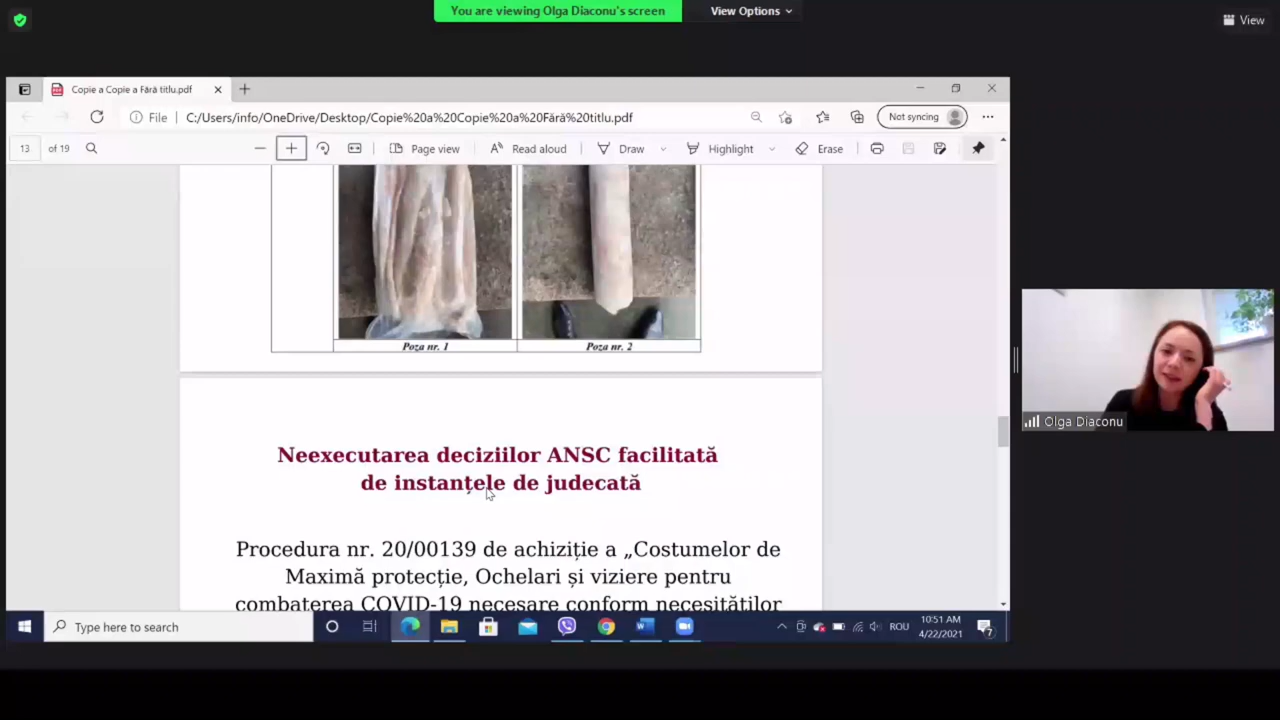 You are viewing Olga Diaconu's screen
View Options
View
Copie a Copie a Fără titlu.pdf
File
C:/Users/info/OneDrive/Desktop/Copie%20a%20Copie%20a%20Fără%20titlu.pdf
Not syncing
13 of 19
Page view
Read aloud
Draw
Highlight
Erase
Poza nr. 1
Poza nr. 2
Neexecutarea deciziilor ANSC facilitată
de instanțele de judecată
Procedura nr. 20/00139 de achiziție a „Costumelor de
Maximă protecție, Ochelari și viziere pentru
combaterea COVID-19 necesare conform necesităților
Olga Diaconu
Type here to search
ROU
10:51 AM
4/22/2021
7